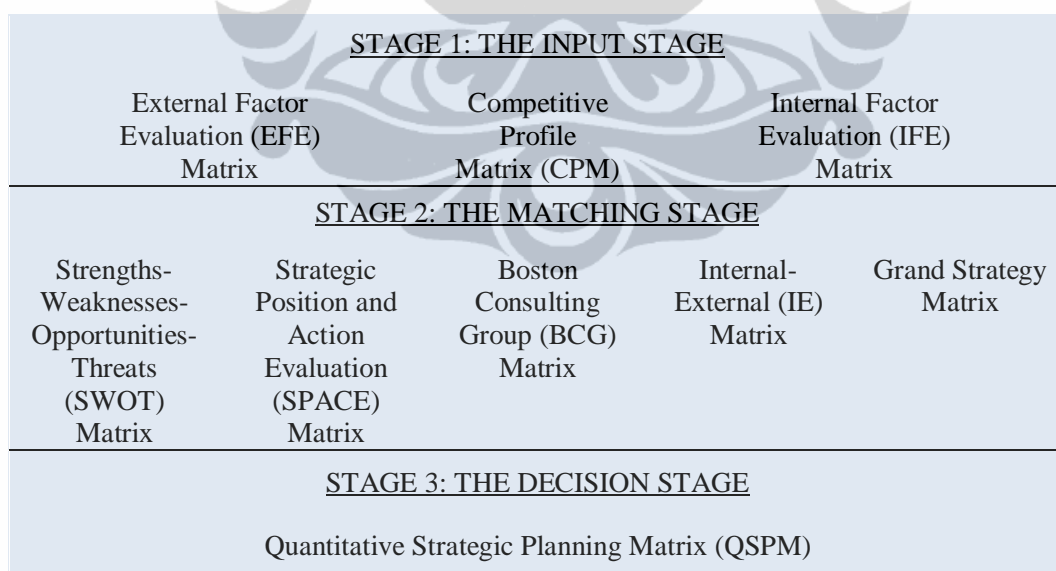 STAGE 1: THE INPUT STAGE
External Factor
Evaluation (EFE)
Matrix
Competitive
Profile
Matrix (CPM)
Internal Factor
Evaluation (IFE)
Matrix
STAGE 2: THE MATCHING STAGE
Strengths-
Weaknesses-
Opportunities-
Threats
(SWOT)
Matrix
Strategic
Position and
Action
Evaluation
(SPACE)
Matrix
Boston
Consulting
Group (BCG)
Matrix
Internal-
External (IE)
Matrix
Grand Strategy
Matrix
STAGE 3: THE DECISION STAGE
Quantitative Strategic Planning Matrix (QSPM)